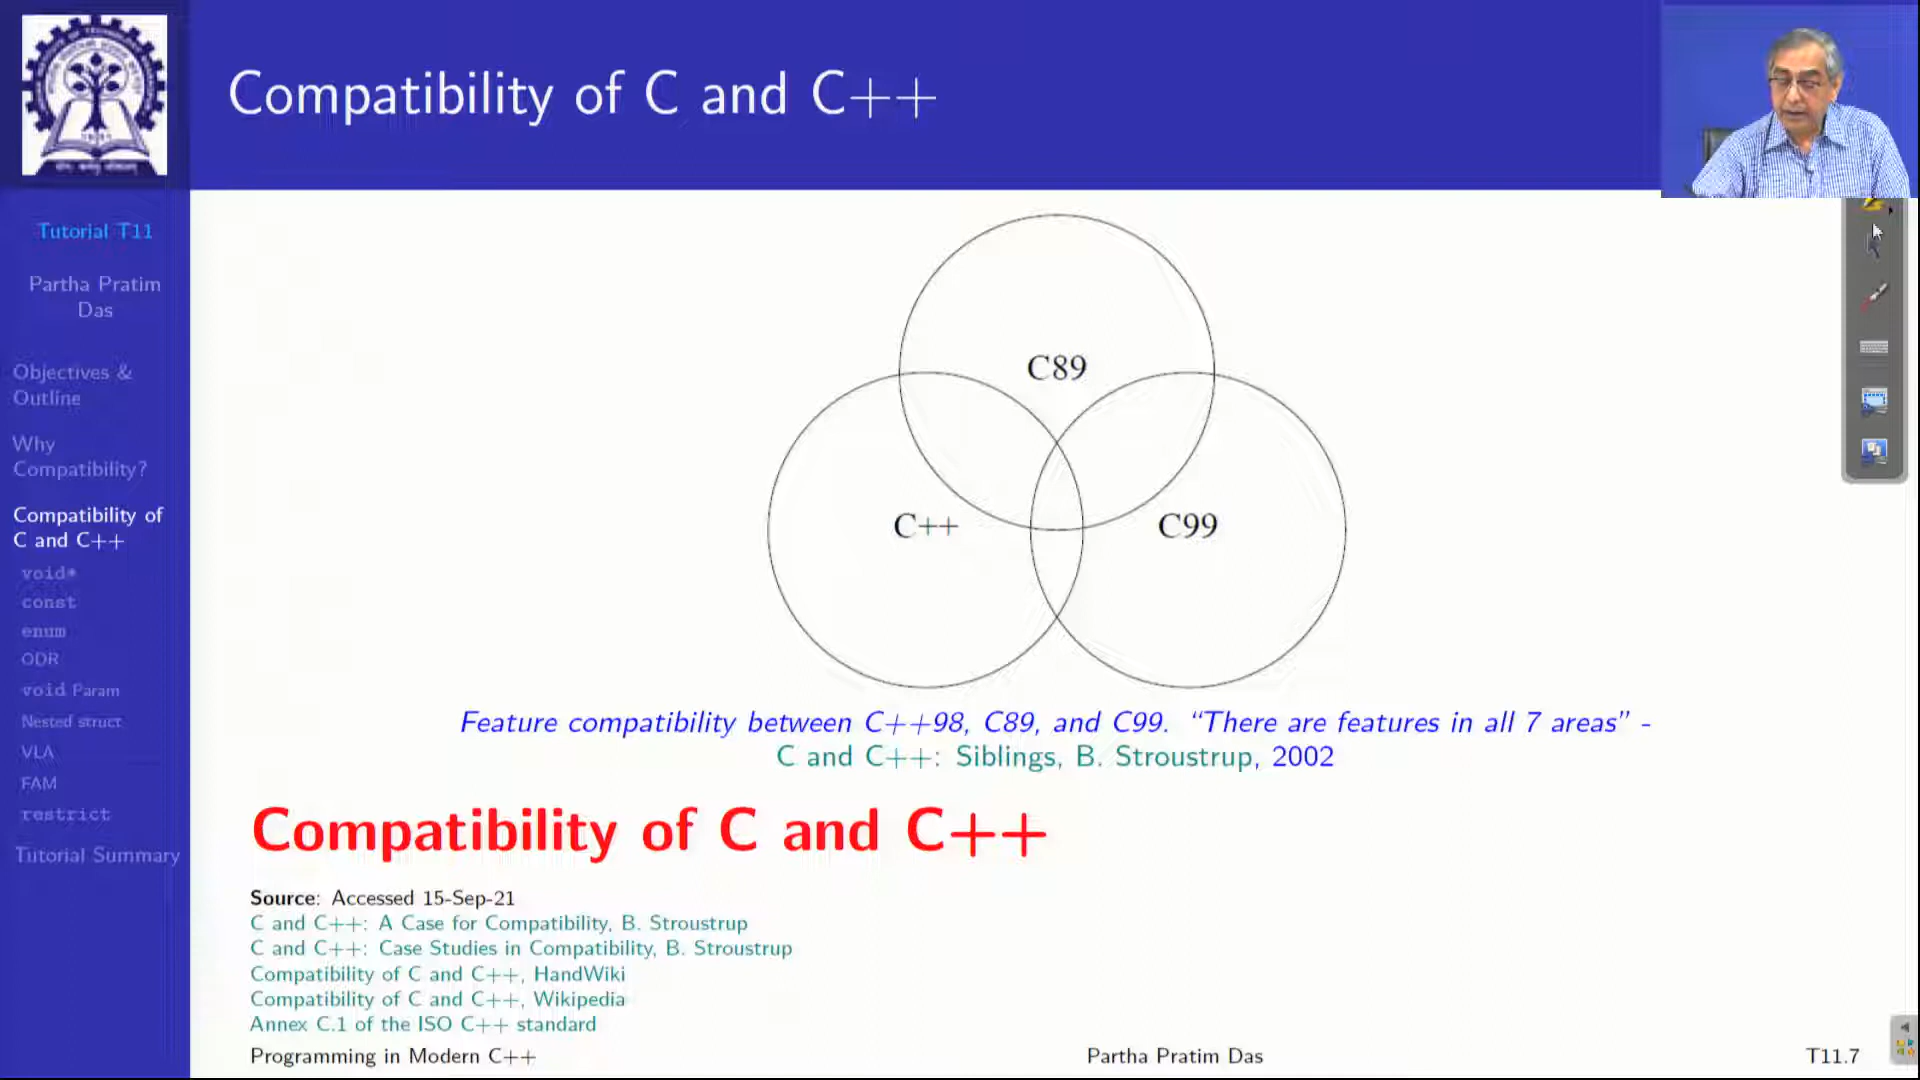 Compatibility of C and C++
Tutorial T11
Partha Pratim
Das
Objectives &
Outline
Why
Compatibility?
Compatibility of
C and C++
void*
const
enum
ODR
void Param
Nested struct
VLA
FAM
restrict
Tutorial Summary
C89
C++
C99
Feature compatibility between C++98, C89, and C99. “There are features in all 7 areas” -
C and C++: Siblings, B. Stroustrup, 2002
Compatibility of C and C++
Source: Accessed 15-Sep-21
C and C++: A Case for Compatibility, B. Stroustrup
C and C++: Case Studies in Compatibility, B. Stroustrup
Compatibility of C and C++, HandWiki
Compatibility of C and C++, Wikipedia
Annex C.1 of the ISO C++ standard
Programming in Modern C++
Partha Pratim Das
T11.7